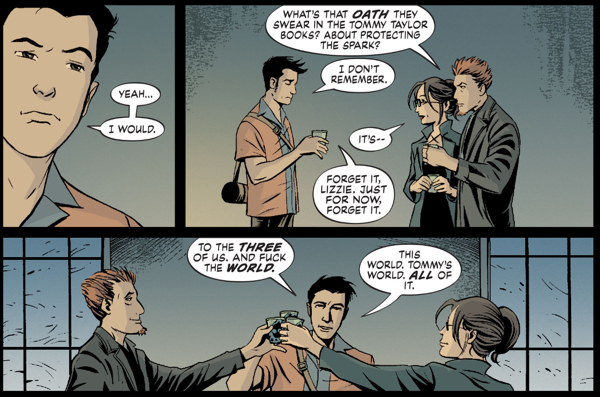 YEAH...
I WOULD.
WHAT'S THAT OATH THEY
SWEAR IN THE TOMMY TAYLOR
BOOKS? ABOUT PROTECTING
THE SPARK?
I DON'T
REMEMBER.
IT'S--
FORGET IT,
LIZZIE. JUST
FOR NOW,
FORGET IT.
TO THE THREE
OF US. AND FUCK
THE WORLD.
THIS
WORLD. TOMMY'S
WORLD. ALL OF
IT.